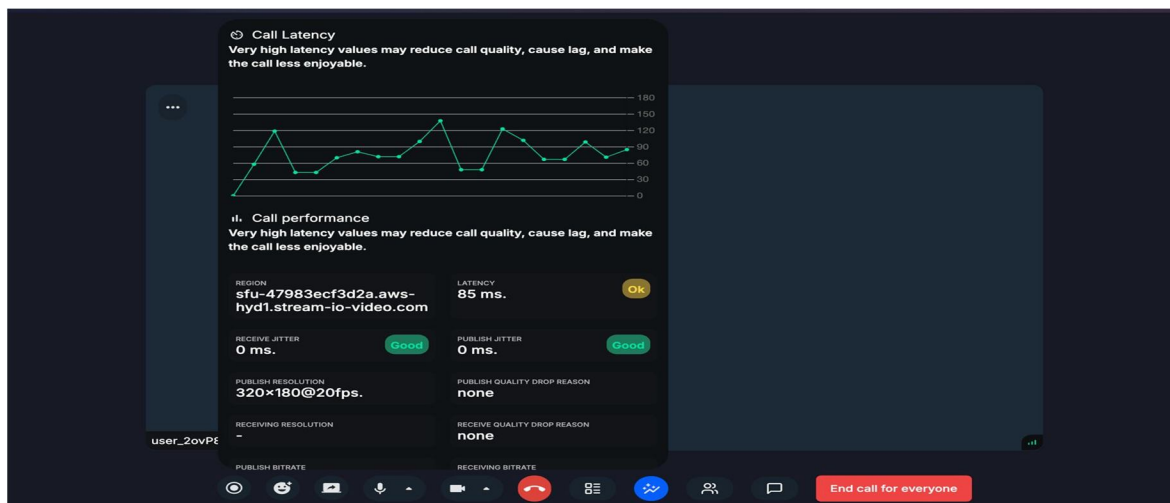 Call Latency
Very high latency values may reduce call quality, cause lag, and make
the call less enjoyable.
180
150
120
90
60
30
0
Call performance
Very high latency values may reduce call quality, cause lag, and make
the call less enjoyable.
REGION
sfu-47983ecf3d2a.aws-
hyd1.stream-io-video.com
LATENCY
85 ms.
Ok
RECEIVE JITTER
0 ms.
Good
PUBLISH JITTER
0 ms.
Good
PUBLISH RESOLUTION
320×180@20fps.
PUBLISH QUALITY DROP REASON
none
RECEIVING RESOLUTION
-
RECEIVE QUALITY DROP REASON
none
user_2ovP8
PUBLISH BITRATE
RECEIVING BITRATE
End call for everyone